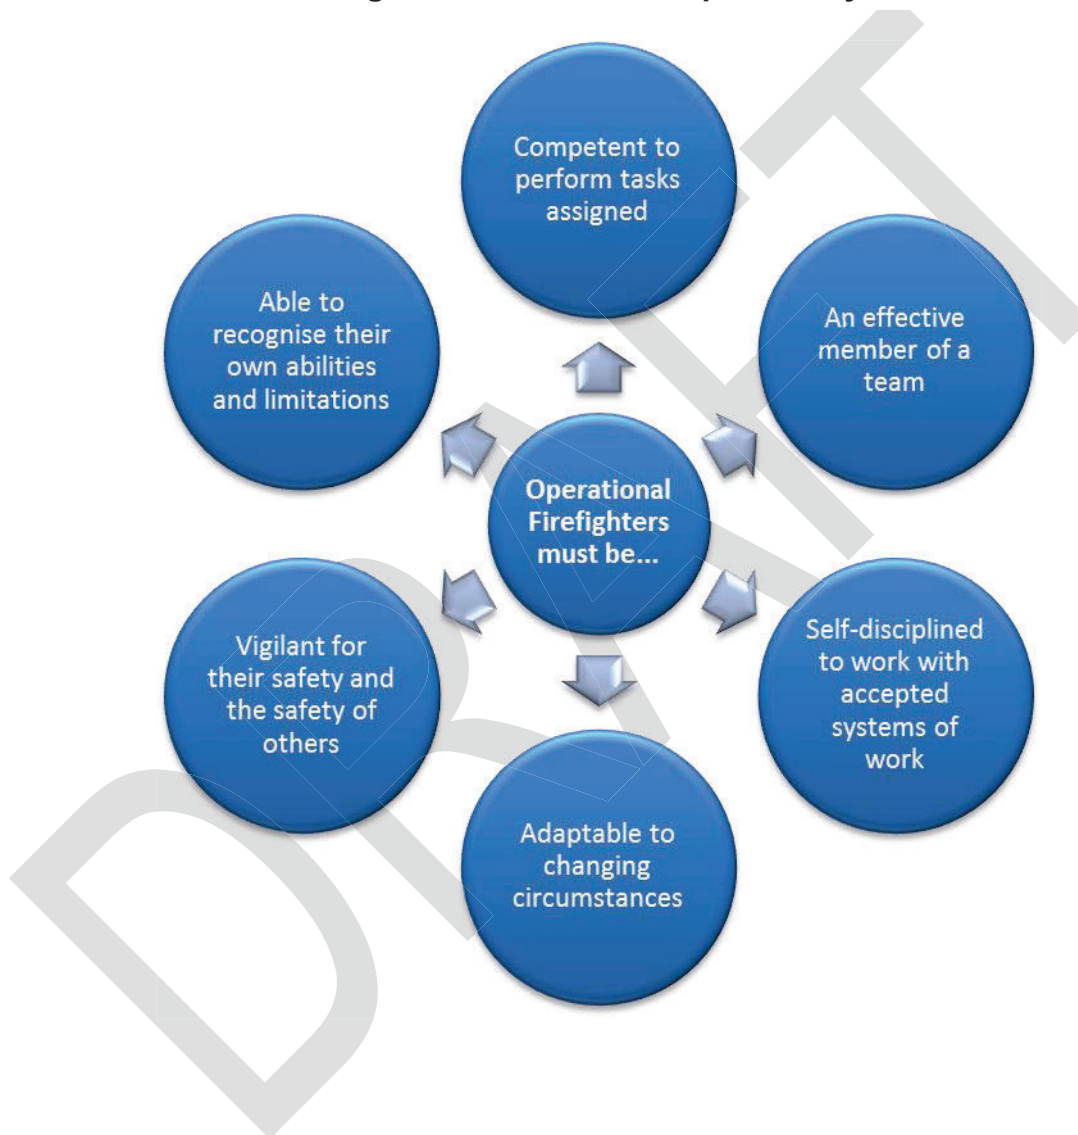 Competent to
perform tasks
assigned
An effective
member of a
team
Self-disciplined
to work with
accepted
systems of
work
Adaptable to
changing
circumstances
Vigilant for
their safety and
the safety of
others
Able to
recognise their
own abilities
and limitations
Operational
Firefighters
must be...
DRAFT